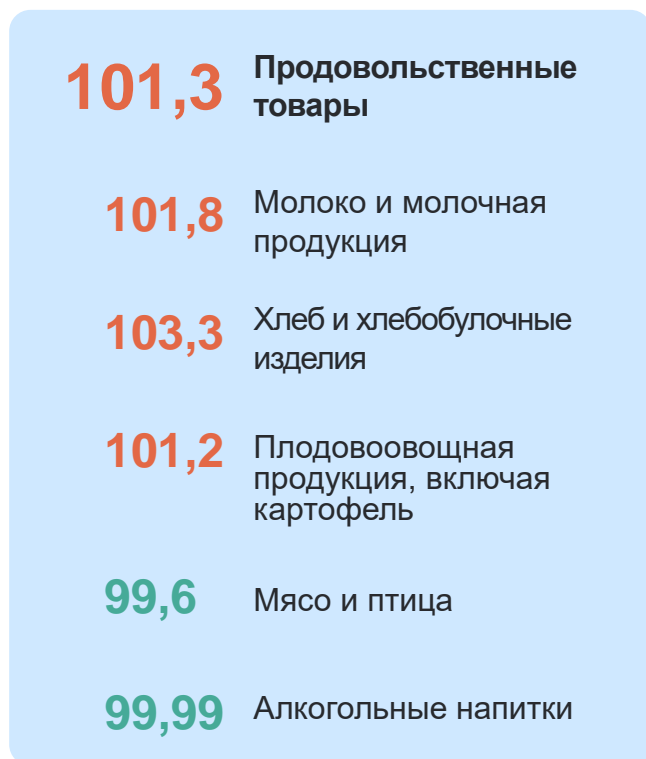 101,3 Продовольственные
товары
101,8 Молоко и молочная
продукция
103,3 Хлеб и хлебобулочные
изделия
101,2 Плодовоовощная
продукция, включая
картофель
99,6 Мясо и птица
99,99 Алкогольные напитки